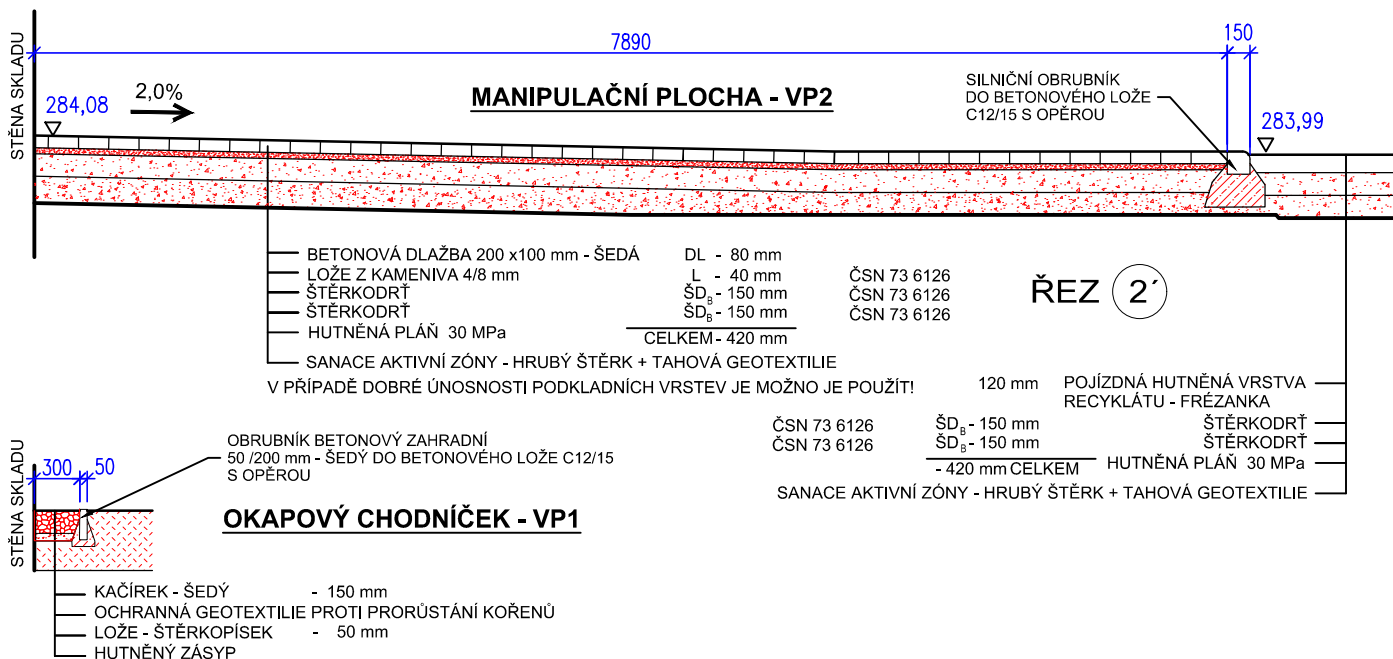 STĚNA SKLADU
7890
150
284,08
2,0%
MANIPULAČNÍ PLOCHA - VP2
SILNIČNÍ OBRUBNÍK
DO BETONOVÉHO LOŽE
C12/15 S OPĚROU
283,99
BETONOVÁ DLAŽBA 200 x100 mm - ŠEDÁ DL - 80 mm
LOŽE Z KAMENIVA 4/8 mm L - 40 mm ČSN 73 6126
ŠTĚRKODRŤ ŠDB - 150 mm ČSN 73 6126
ŠTĚRKODRŤ ŠDB - 150 mm ČSN 73 6126
HUTNĚNÁ PLÁŇ 30 MPa CELKEM - 420 mm
SANACE AKTIVNÍ ZÓNY - HRUBÝ ŠTĚRK + TAHOVÁ GEOTEXTILIE
V PŘÍPADĚ DOBRÉ ÚNOSNOSTI PODKLADNÍCH VRSTEV JE MOŽNO JE POUŽÍT!
ŘEZ 2´
120 mm POJÍZDNÁ HUTNĚNÁ VRSTVA
RECYKLÁTU - FRÉZANKA
ČSN 73 6126 ŠDB - 150 mm ŠTĚRKODRŤ
ČSN 73 6126 ŠDB - 150 mm ŠTĚRKODRŤ
- 420 mm CELKEM HUTNĚNÁ PLÁŇ 30 MPa
SANACE AKTIVNÍ ZÓNY - HRUBÝ ŠTĚRK + TAHOVÁ GEOTEXTILIE
STĚNA SKLADU
300
50
OBRUBNÍK BETONOVÝ ZAHRADNÍ
50 /200 mm - ŠEDÝ DO BETONOVÉHO LOŽE C12/15
S OPĚROU
OKAPOVÝ CHODNÍČEK - VP1
KAČÍREK - ŠEDÝ - 150 mm
OCHRANNÁ GEOTEXTILIE PROTI PRORŮSTÁNÍ KOŘENŮ
LOŽE - ŠTĚRKOPÍSEK - 50 mm
HUTNĚNÝ ZÁSYP